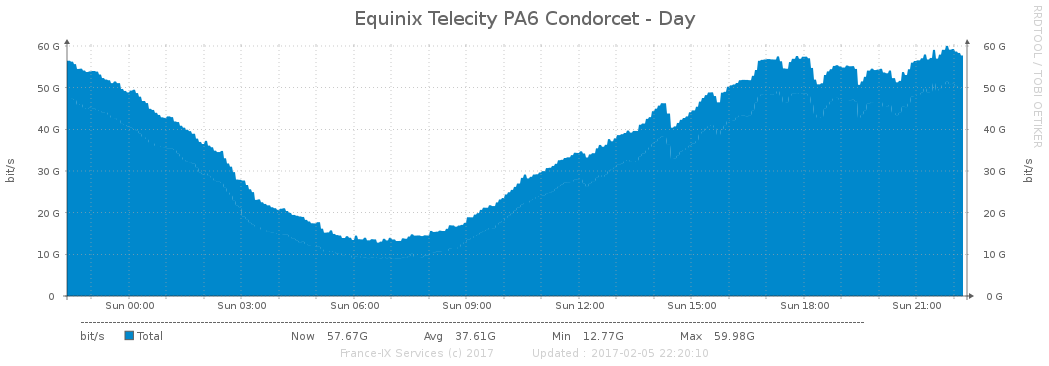 Equinix Telecity PA6 Condorcet - Day
RRDTOOL / TOBI OETIKER
bit/s
60 G
50 G
40 G
30 G
20 G
10 G
0
60 G
50 G
40 G
30 G
20 G
10 G
0 G
bit/s
Sun 00:00 Sun 03:00 Sun 06:00 Sun 09:00 Sun 12:00 Sun 15:00 Sun 18:00 Sun 21:00
bit/s Total Now 57.67G Avg 37.61G Min 12.77G Max 59.98G
France-IX Services (c) 2017 Updated : 2017-02-05 22:20:10